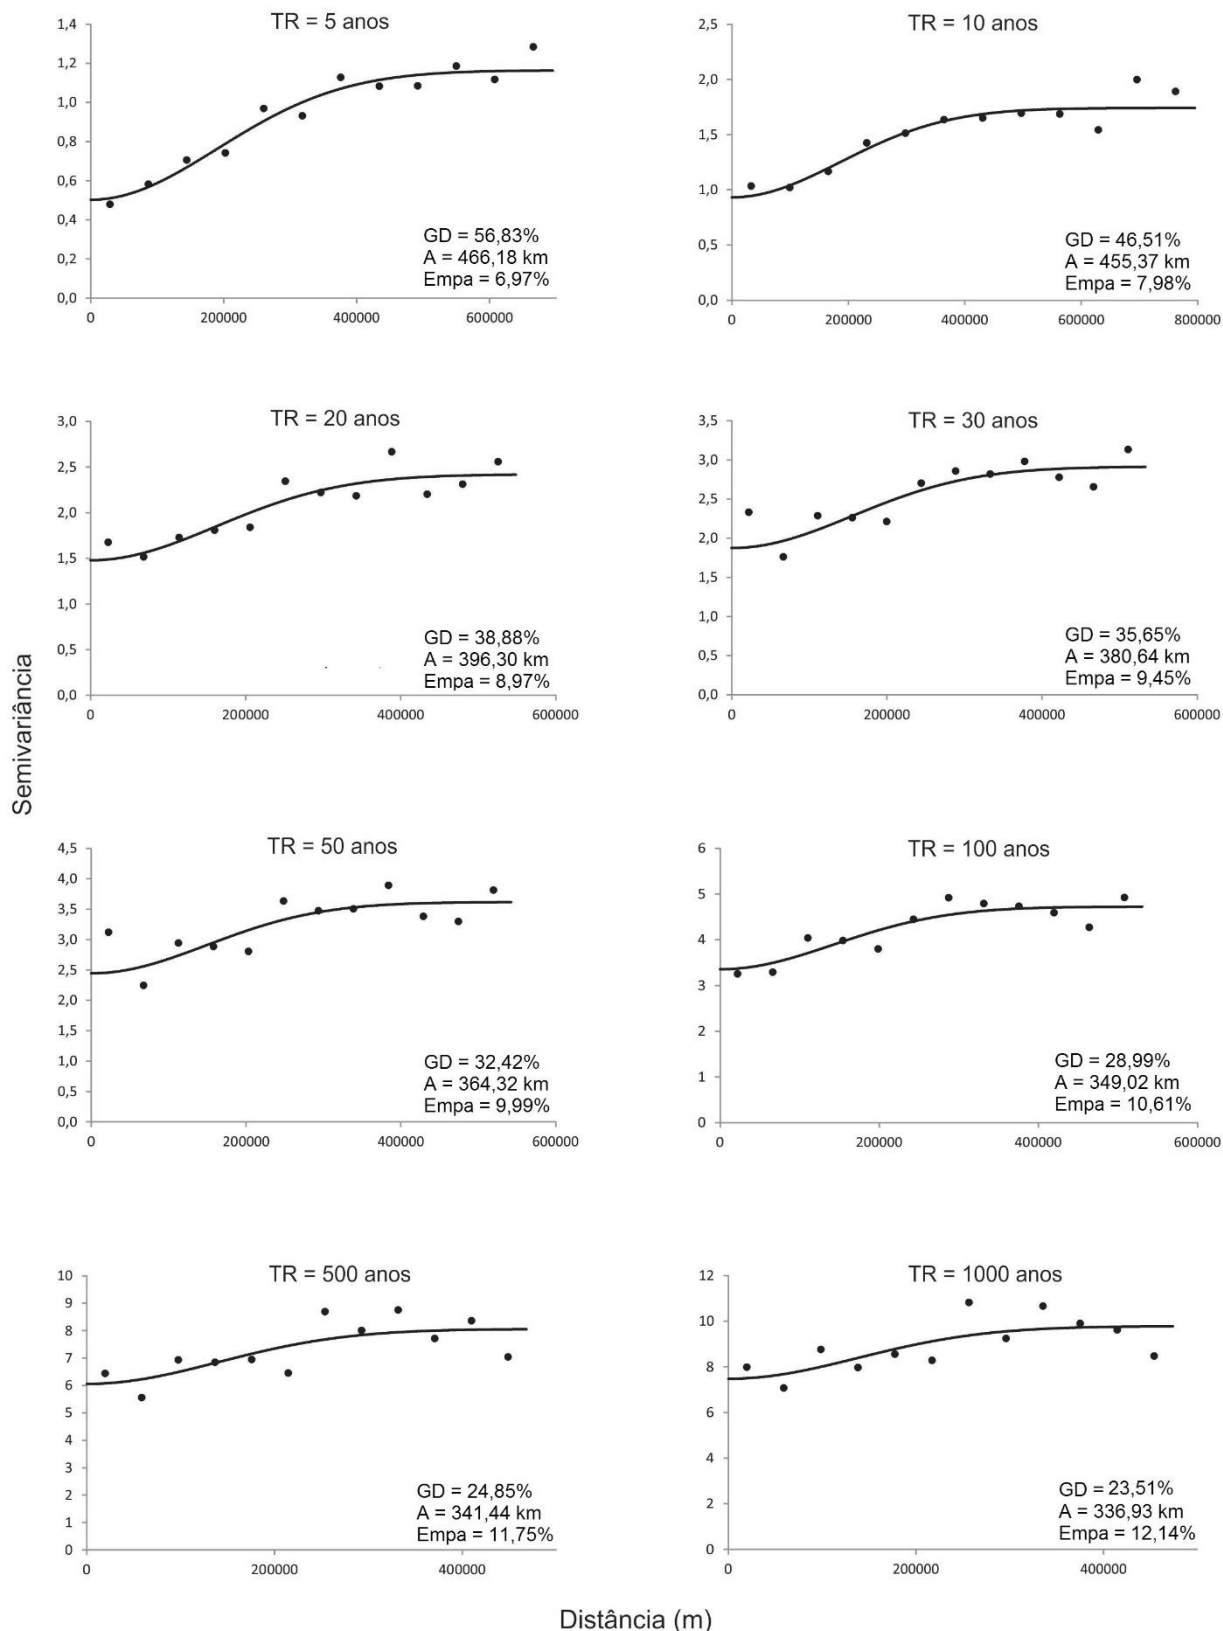 TR = 5 anos
1,4
1,2
1,0
0,8
0,6
0,4
0,2
0,0
0 200000 400000 600000
GD = 56,83%
A = 466,18 km
Empa = 6,97%
TR = 10 anos
2,5
2,0
1,5
1,0
0,5
0,0
0 200000 400000 600000 800000
GD = 46,51%
A = 455,37 km
Empa = 7,98%
TR = 20 anos
3,0
2,5
2,0
1,5
1,0
0,5
0,0
0 200000 400000 600000
GD = 38,88%
A = 396,30 km
Empa = 8,97%
TR = 30 anos
3,5
3,0
2,5
2,0
1,5
1,0
0,5
0,0
0 200000 400000 600000
GD = 35,65%
A = 380,64 km
Empa = 9,45%
Semivariância
TR = 50 anos
4,5
4,0
3,5
3,0
2,5
2,0
1,5
1,0
0,5
0,0
0 200000 400000 600000
GD = 32,42%
A = 364,32 km
Empa = 9,99%
TR = 100 anos
6
5
4
3
2
1
0
0 200000 400000 600000
GD = 28,99%
A = 349,02 km
Empa = 10,61%
TR = 500 anos
10
9
8
7
6
5
4
3
2
1
0
0 200000 400000
GD = 24,85%
A = 341,44 km
Empa = 11,75%
TR = 1000 anos
12
10
8
6
4
2
0
0 200000 400000
GD = 23,51%
A = 336,93 km
Empa = 12,14%
Distância (m)